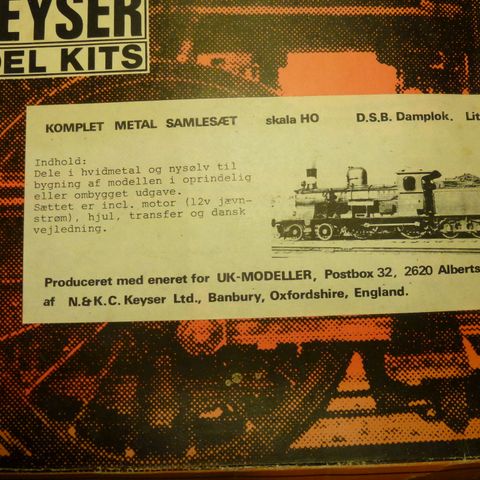 EYSER
DEL KITS
KOMPLET METAL SAMLESÆT skala HO D.S.B. Damplok. Lit
Indhold:
Dele i hvidmetal og nysølv til
bygning af modellen i oprindelig
eller ombygget udgave.
Sættet er incl. motor (12v jævn-
strøm), hjul, transfer og dansk
vejledning.
Produceret med eneret for UK-MODELLER, Postbox 32, 2620 Alberts
af N.& K.C. Keyser Ltd., Banbury, Oxfordshire, England.